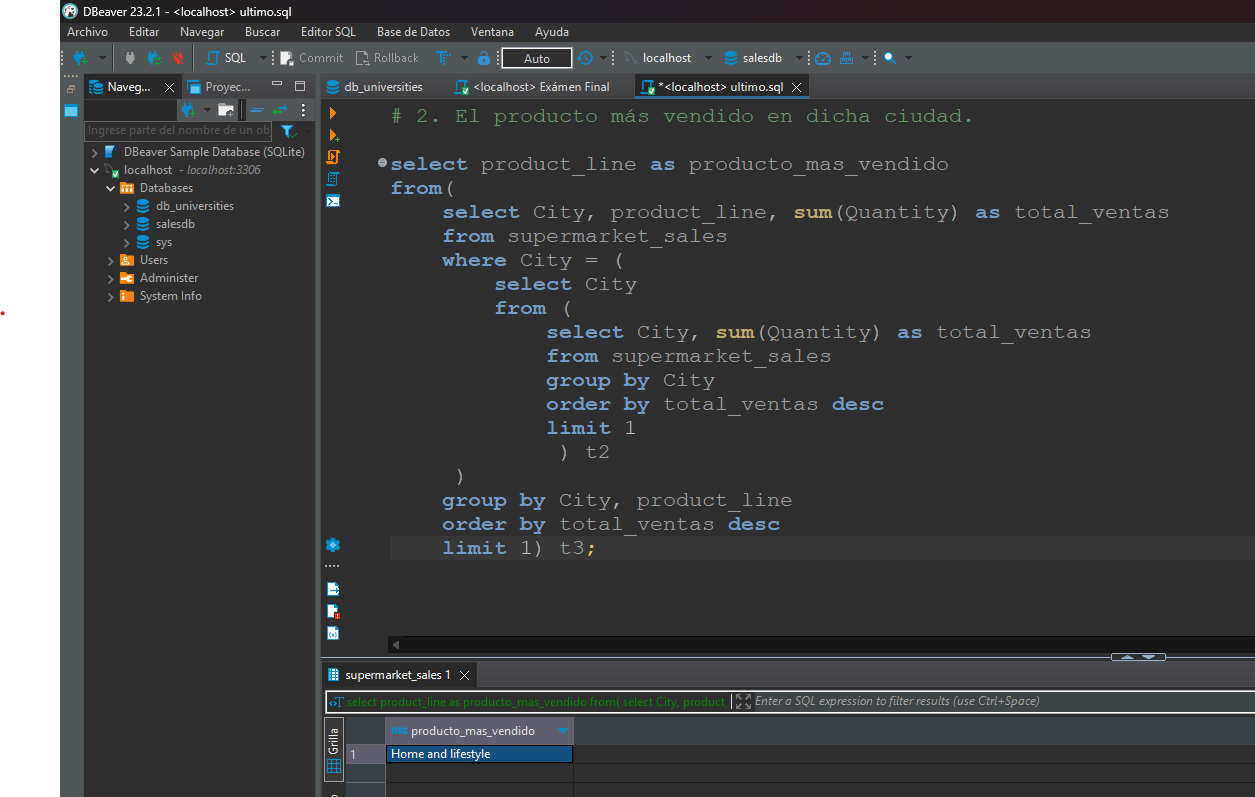 DBeaver 23.2.1 - <localhost> ultimo.sql
Archivo Editar Navegar Buscar Editor SQL Base de Datos Ventana Ayuda
SQL Commit Rollback Auto localhost salesdb
Naveg... Proyec...
db_universities <localhost> Exámen Final *<localhost> ultimo.sql
Ingrese parte del nombre de un ob
DBeaver Sample Database (SQLite)
localhost - localhost:3306
Databases
db_universities
salesdb
sys
Users
Administer
System Info
# 2. El producto más vendido en dicha ciudad.
select product_line as producto_mas_vendido
from(
select City, product_line, sum(Quantity) as total_ventas
from supermarket_sales
where City = (
select City
from (
select City, sum(Quantity) as total_ventas
from supermarket_sales
group by City
order by total_ventas desc
limit 1
) t2
)
group by City, product_line
order by total_ventas desc
limit 1) t3;
supermarket_sales 1
select product_line as producto_mas_vendido from( select City, product_ Enter a SQL expression to filter results (use Ctrl+Space)
Grilla
ABC producto_mas_vendido
1 Home and lifestyle